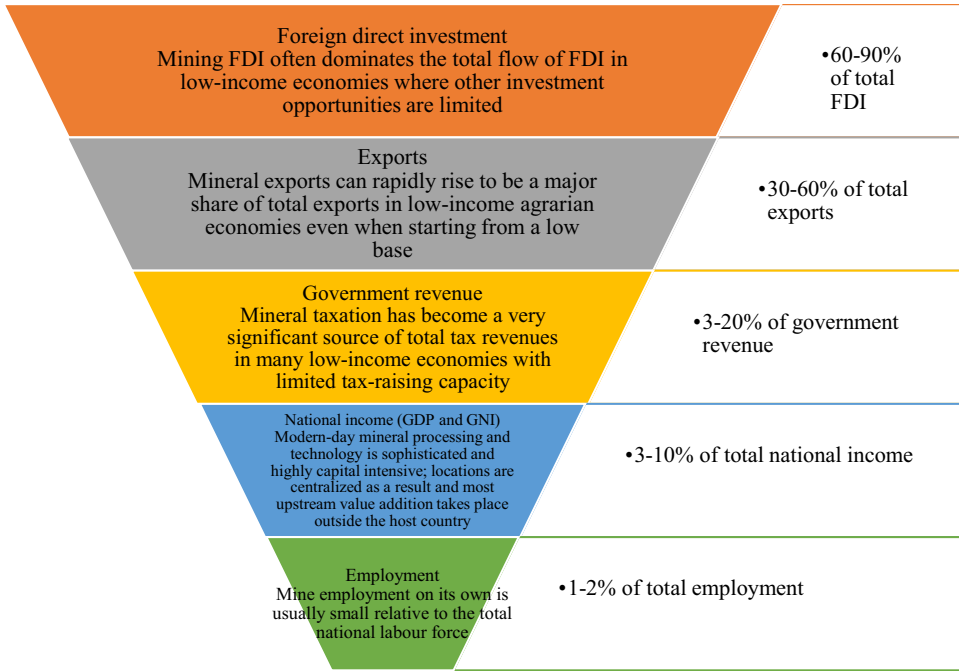 Foreign direct investment
Mining FDI often dominates the total flow of FDI in
low-income economies where other investment
opportunities are limited
•60-90%
of total
FDI
Exports
Mineral exports can rapidly rise to be a major
share of total exports in low-income agrarian
economies even when starting from a low
base
•30-60% of total
exports
Government revenue
Mineral taxation has become a very
significant source of total tax revenues
in many low-income economies with
limited tax-raising capacity
•3-20% of government
revenue
National income (GDP and GNI)
Modern-day mineral processing and
technology is sophisticated and
highly capital intensive; locations are
centralized as a result and most
upstream value addition takes place
outside the host country
•3-10% of total national income
Employment
Mine employment on its own is
usually small relative to the total
national labour force
•1-2% of total employment